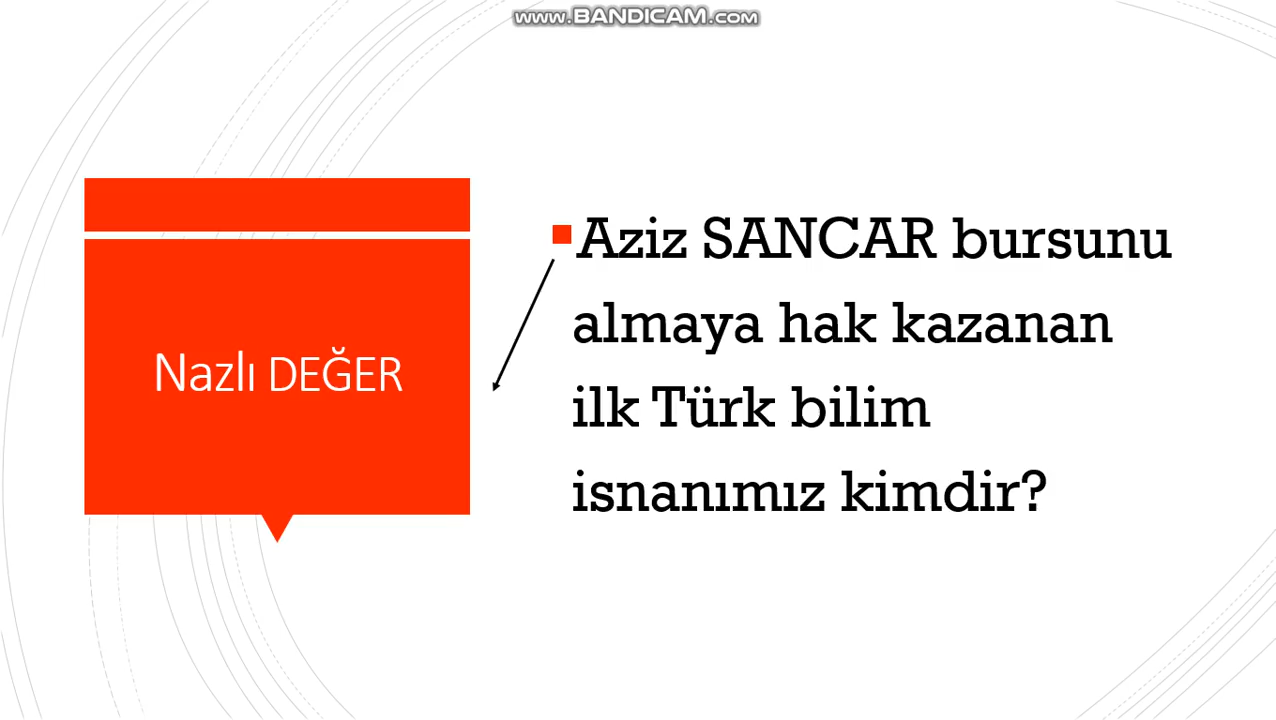 www.BANDICAM.com
Nazlı DEĞER
Aziz SANCAR bursunu
almaya hak kazanan
ilk Türk bilim
isnanımız kimdir?